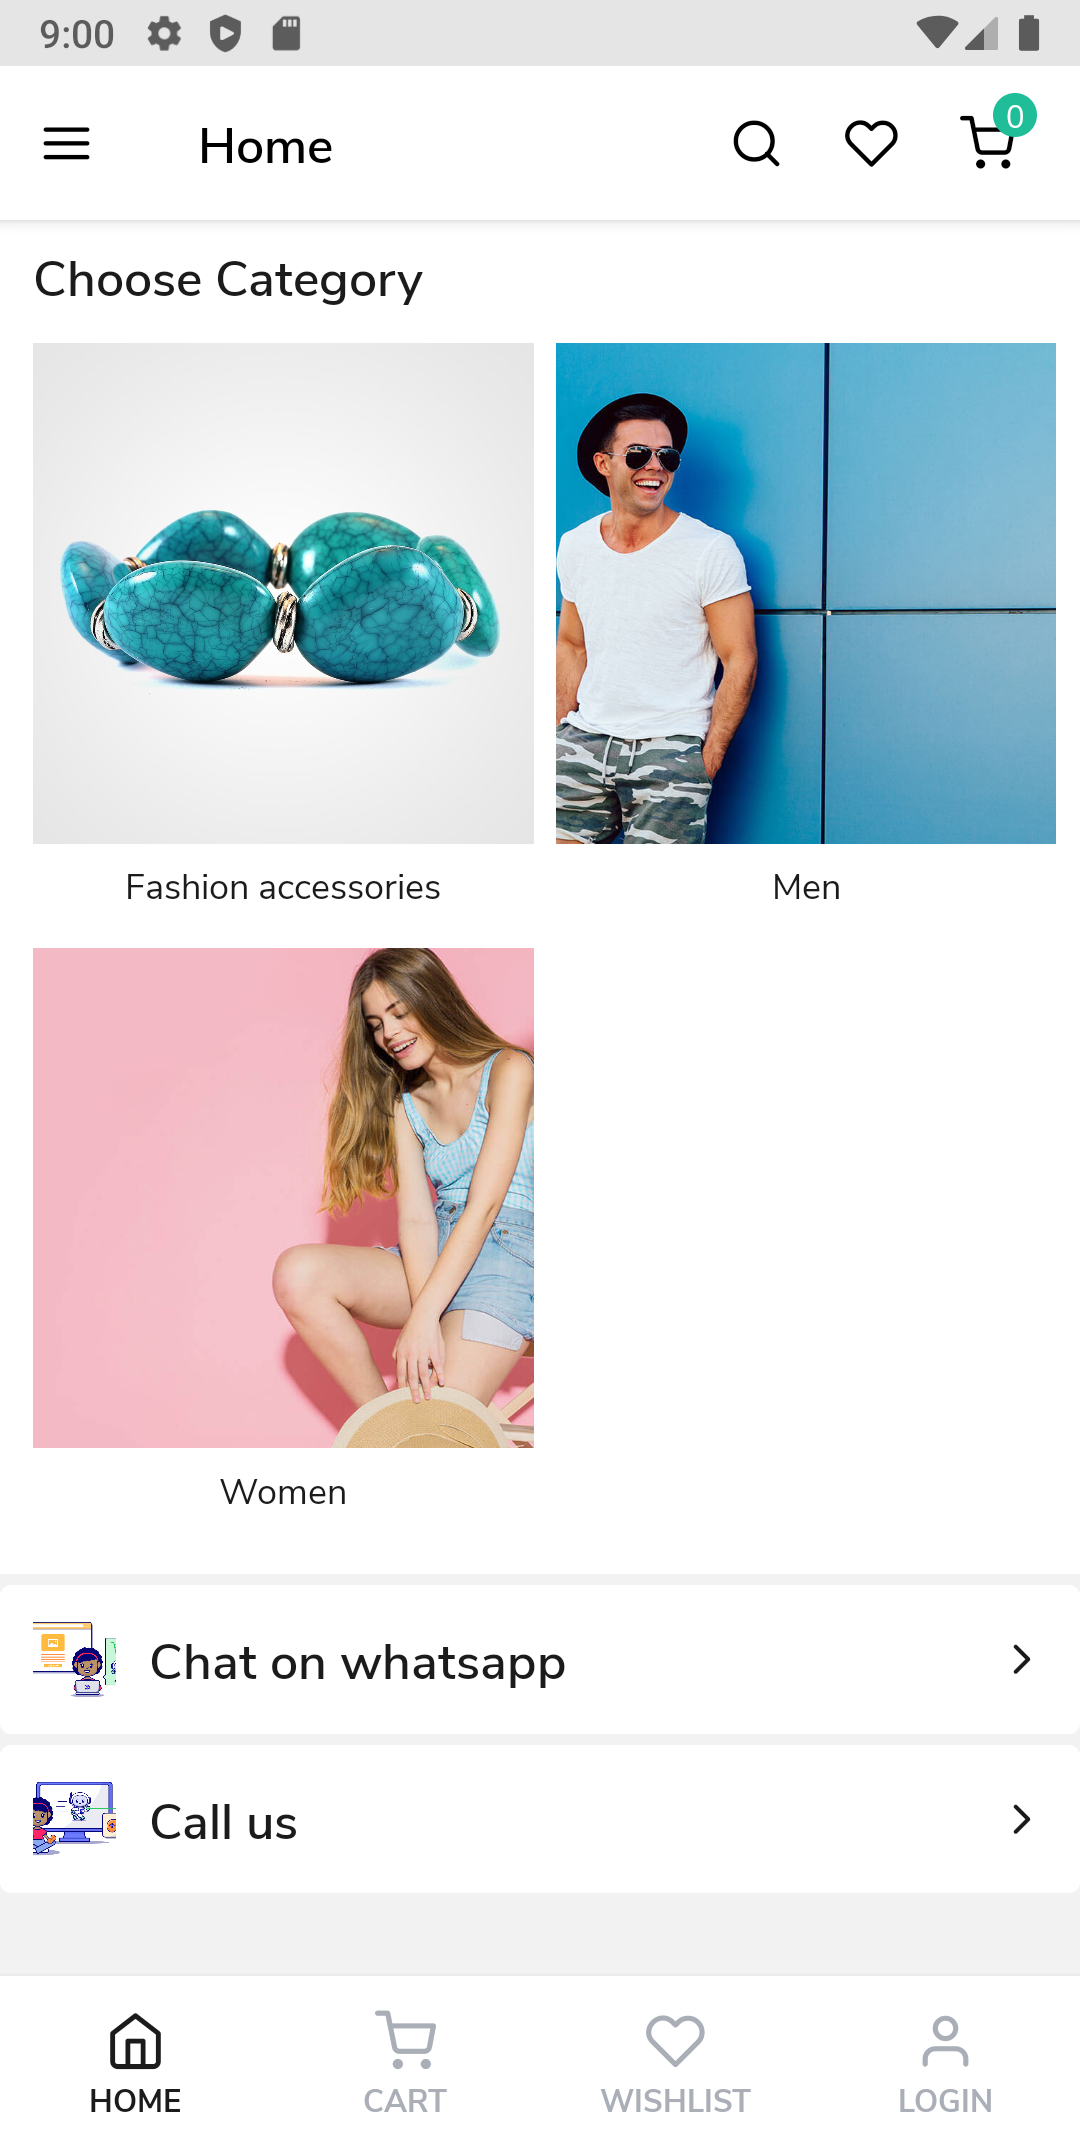 9:00
Home
0
Choose Category
Fashion accessories
Men
Women
Chat on whatsapp
Call us
HOME
CART
WISHLIST
LOGIN